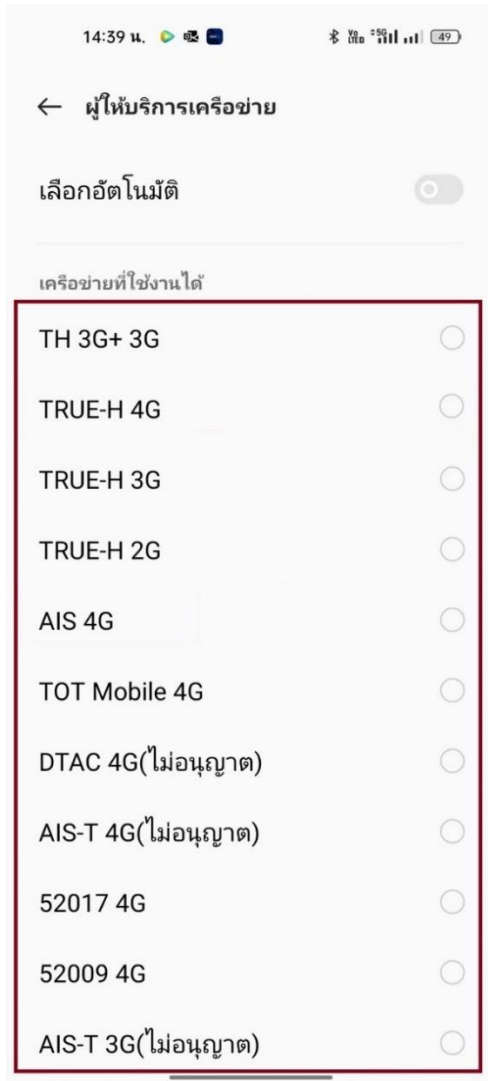 14:39 น. Vo LTE 5G 49
← ผู้ให้บริการเครือข่าย
เลือกอัตโนมัติ
เครือข่ายที่ใช้งานได้
TH 3G+ 3G
TRUE-H 4G
TRUE-H 3G
TRUE-H 2G
AIS 4G
TOT Mobile 4G
DTAC 4G(ไม่อนุญาต)
AIS-T 4G(ไม่อนุญาต)
52017 4G
52009 4G
AIS-T 3G(ไม่อนุญาต)